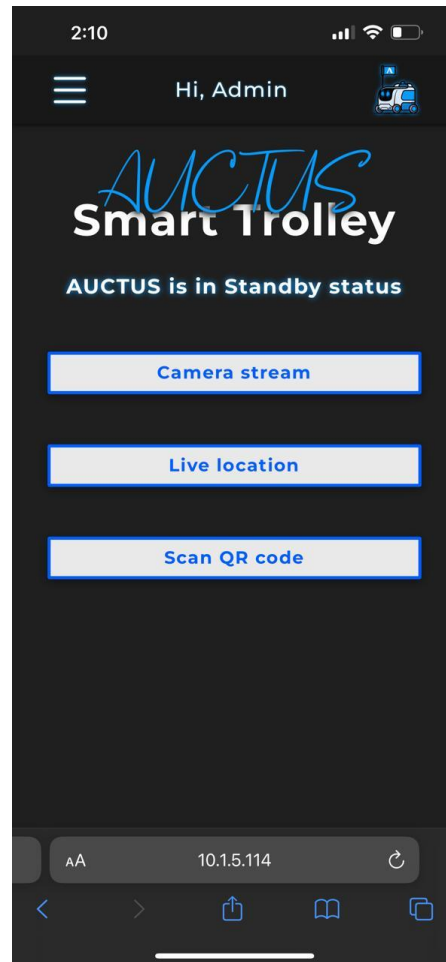 2:10
Hi, Admin
A
AUCTUS
Smart Trolley
AUCTUS is in Standby status
Camera stream
Live location
Scan QR code
AA 10.1.5.114